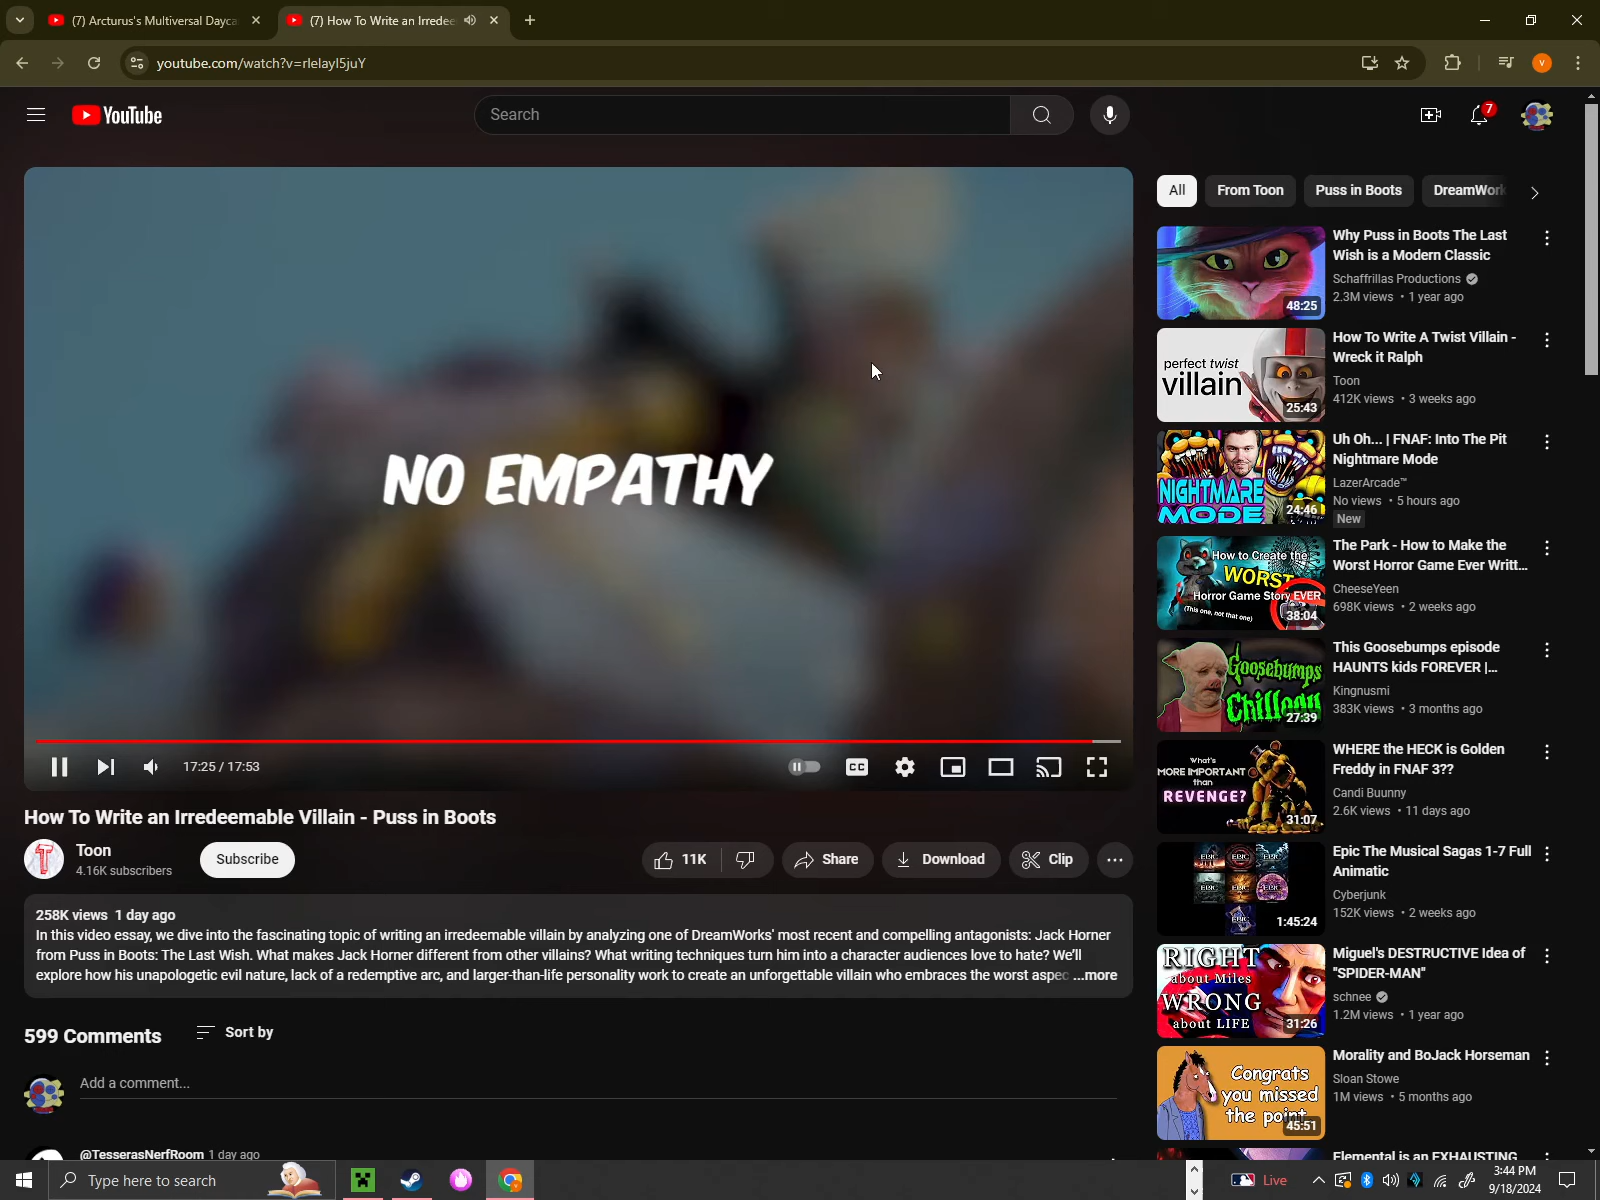 (7) Arcturus's Multiversal Dayca
(7) How To Write an Irredee
youtube.com/watch?v=rlelayI5juY
YouTube
Search
7
V
NO EMPATHY
17:25 / 17:53
CC
How To Write an Irredeemable Villain - Puss in Boots
T
Toon
4.16K subscribers
Subscribe
11K
Share
Download
Clip
258K views 1 day ago
In this video essay, we dive into the fascinating topic of writing an irredeemable villain by analyzing one of DreamWorks' most recent and compelling antagonists: Jack Horner
from Puss in Boots: The Last Wish. What makes Jack Horner different from other villains? What writing techniques turn him into a character audiences love to hate? We'll
explore how his unapologetic evil nature, lack of a redemptive arc, and larger-than-life personality work to create an unforgettable villain who embraces the worst aspec ...more
599 Comments
Sort by
Add a comment...
@TesserasNerfRoom 1 day ago
All
From Toon
Puss in Boots
DreamWork
48:25
Why Puss in Boots The Last
Wish is a Modern Classic
Schaffrillas Productions
2.3M views • 1 year ago
perfect twist
villain
25:43
How To Write A Twist Villain -
Wreck it Ralph
Toon
412K views • 3 weeks ago
NIGHTMARE
MODE
24:46
Uh Oh... | FNAF: Into The Pit
Nightmare Mode
LazerArcade™
No views • 5 hours ago
New
How to Create the
WORST
Horror Game Story EVER
(This one, not that one)
38:04
The Park - How to Make the
Worst Horror Game Ever Writt...
CheeseYeen
698K views • 2 weeks ago
Goosebumps
Chillogy
27:39
This Goosebumps episode
HAUNTS kids FOREVER |...
Kingnusmi
383K views • 3 months ago
What's
MORE IMPORTANT
than
REVENGE?
31:07
WHERE the HECK is Golden
Freddy in FNAF 3??
Candi Buunny
2.6K views • 11 days ago
EPIC
EPIC
EPIC
EPIC
EPIC
EPIC
EPIC
1:45:24
Epic The Musical Sagas 1-7 Full
Animatic
Cyberjunk
152K views • 2 weeks ago
RIGHT
about Miles
WRONG
about LIFE
31:26
Miguel's DESTRUCTIVE Idea of
"SPIDER-MAN"
schnee
1.2M views • 1 year ago
Congrats
you missed
the point
45:51
Morality and BoJack Horseman
Sloan Stowe
1M views • 5 months ago
Elemental is an EXHAUSTING
Type here to search
Live
3:44 PM
9/18/2024